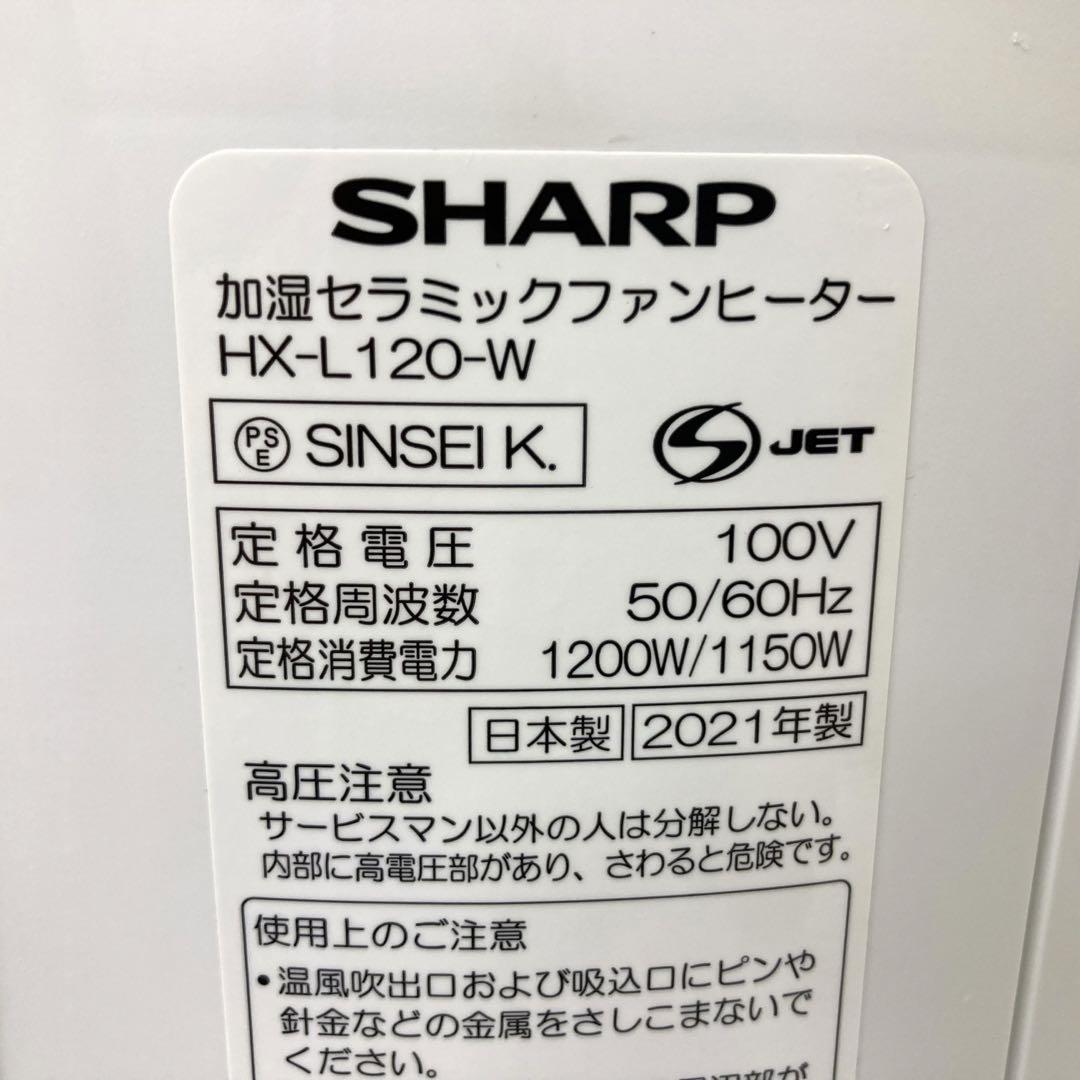 SHARP
加湿セラミックファンヒーター
HX-L120-W
PSE SINSEI K.
S JET
定格電圧 100V
定格周波数 50/60Hz
定格消費電力 1200W/1150W
日本製 2021年製
高圧注意
サービスマン以外の人は分解しない。
内部に高電圧部があり、さわると危険です。
使用上のご注意
•温風吹出口および吸込口にピンや
針金などの金属をさしこまないで
ください。